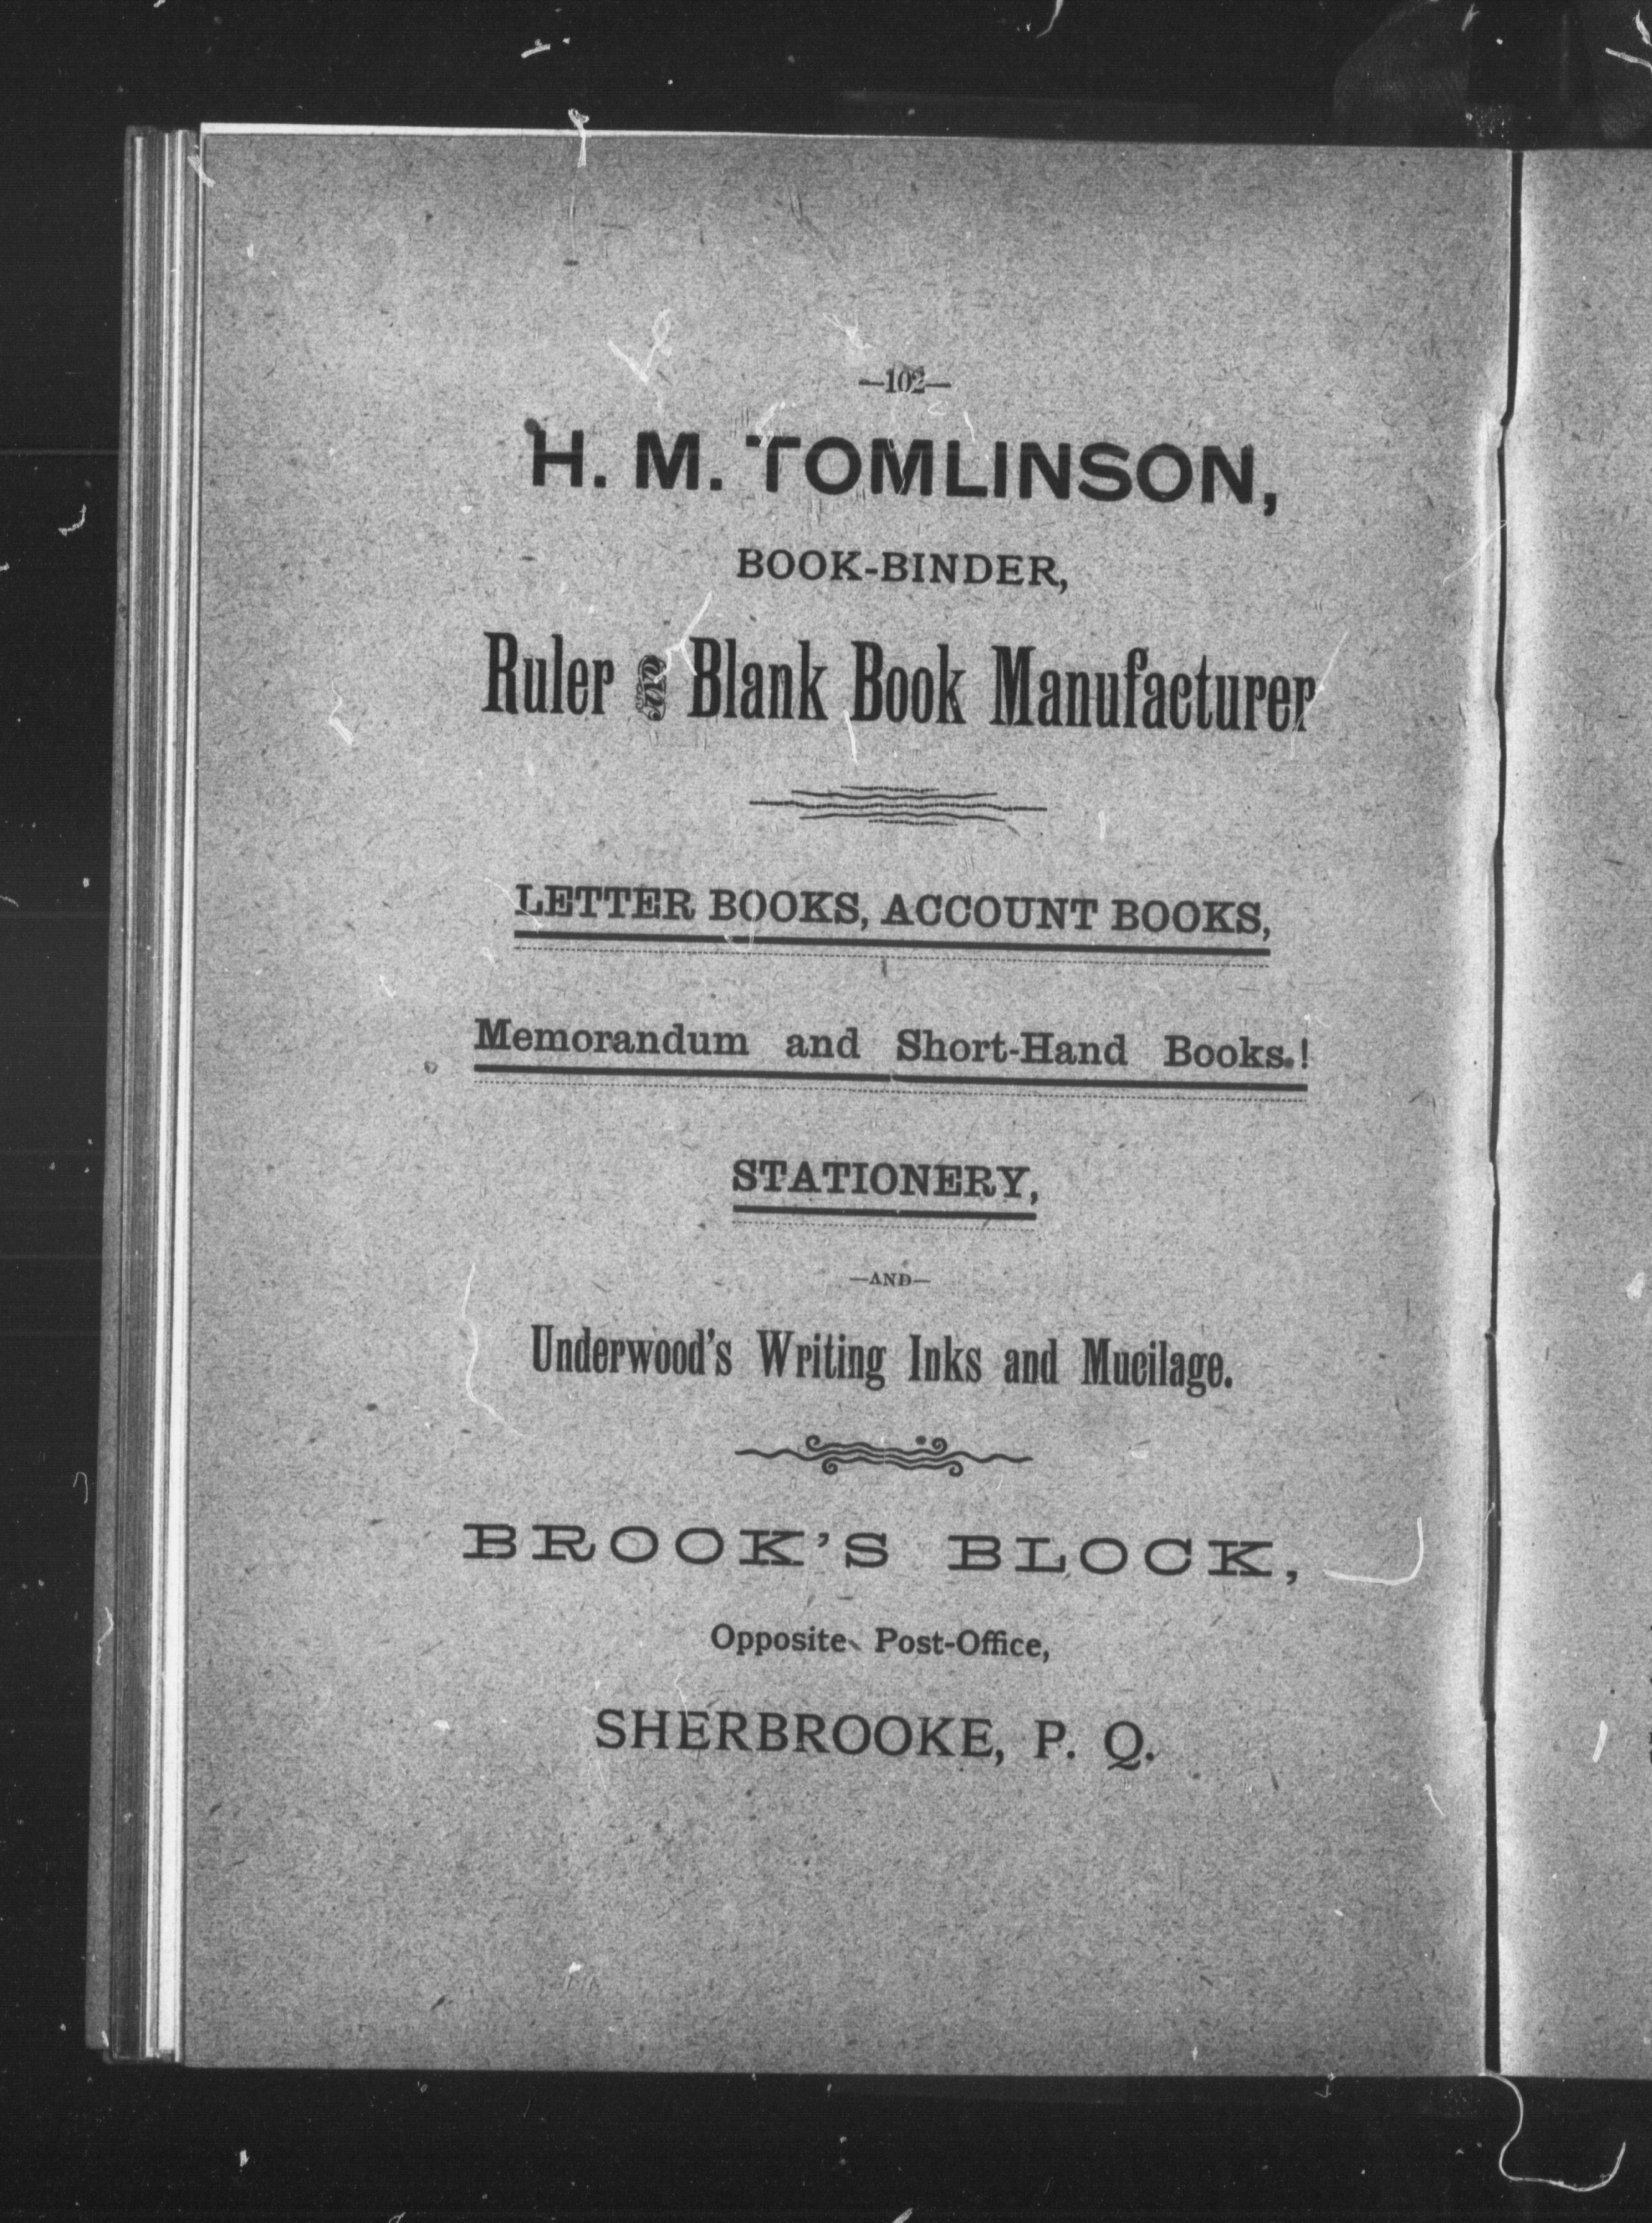 —102—
H. M. TOMLINSON,
BOOK-BINDER,
Ruler & Blank Book Manufacturer
LETTER BOOKS, ACCOUNT BOOKS,
Memorandum and Short-Hand Books.!
STATIONERY,
—AND—
Underwood's Writing Inks and Mucilage.
BROOK'S BLOCK,
Opposite Post-Office,
SHERBROOKE, P. Q.